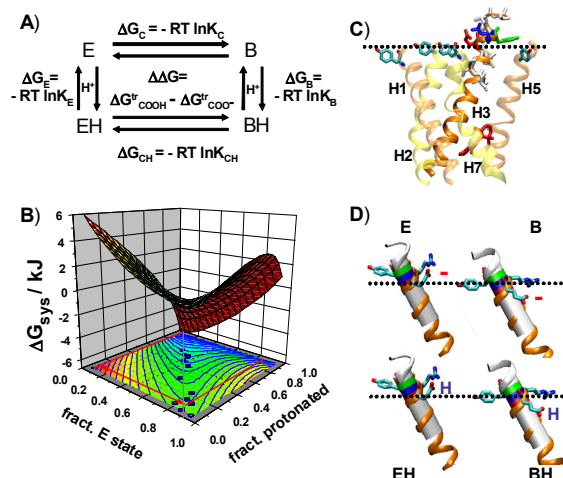 A)
E
ΔG_C= - RT lnK_C
B
ΔG_E=
- RT lnK_E
H⁺
ΔΔG=
ΔG^tr_COOH - ΔG^tr_COO-
H⁺
ΔG_B=
- RT lnK_B
EH
BH
ΔG_CH= - RT lnK_CH
B)
ΔG_sys / kJ
6
4
2
0
-2
-4
-6
0.0
0.2
0.4
0.6
0.8
1.0
fract. E state
0.0
0.2
0.4
0.6
0.8
1.0
fract. protonated
C)
H1
H5
H3
H2
H7
D)
E
B
-
-
H
H
EH
BH